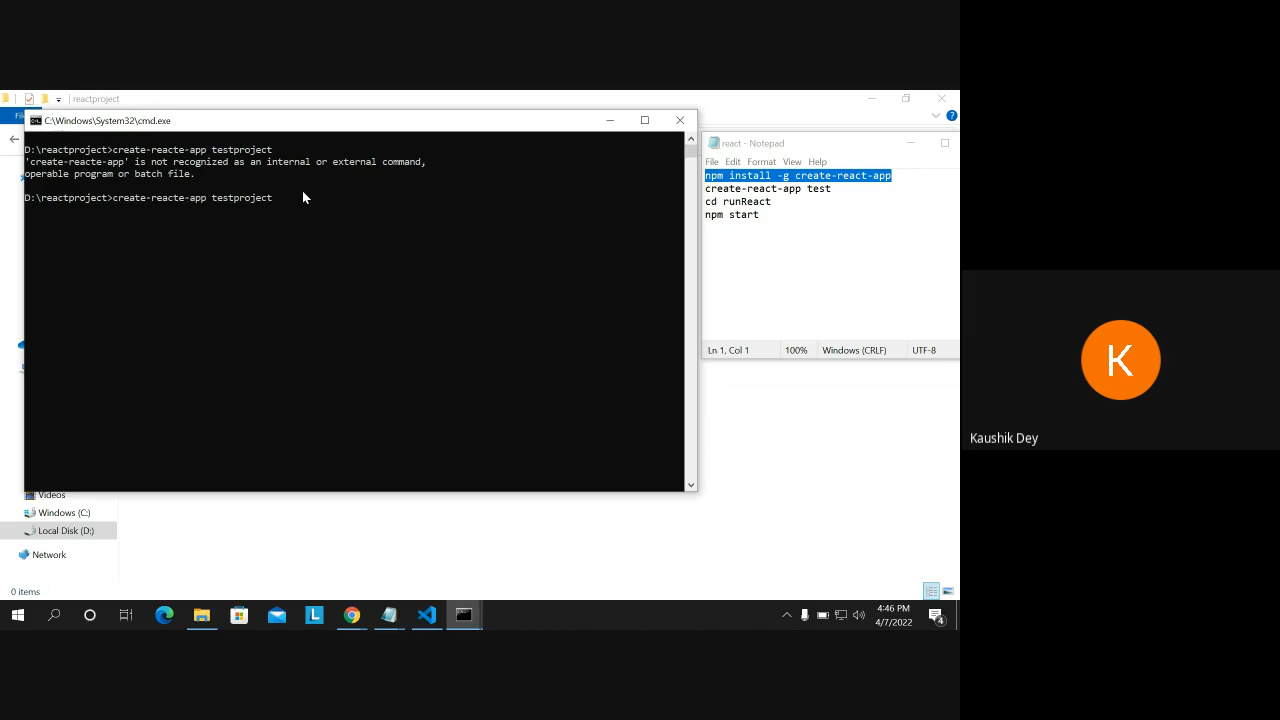 reactproject
C:\Windows\System32\cmd.exe
D:\reactproject>create-reacte-app testproject
'create-reacte-app' is not recognized as an internal or external command,
operable program or batch file.
D:\reactproject>create-reacte-app testproject
react - Notepad
File Edit Format View Help
npm install -g create-react-app
create-react-app test
cd runReact
npm start
Ln 1, Col 1 100% Windows (CRLF) UTF-8
Videos
Windows (C:)
Local Disk (D:)
Network
0 items
4:46 PM
4/7/2022
4
L
K
Kaushik Dey